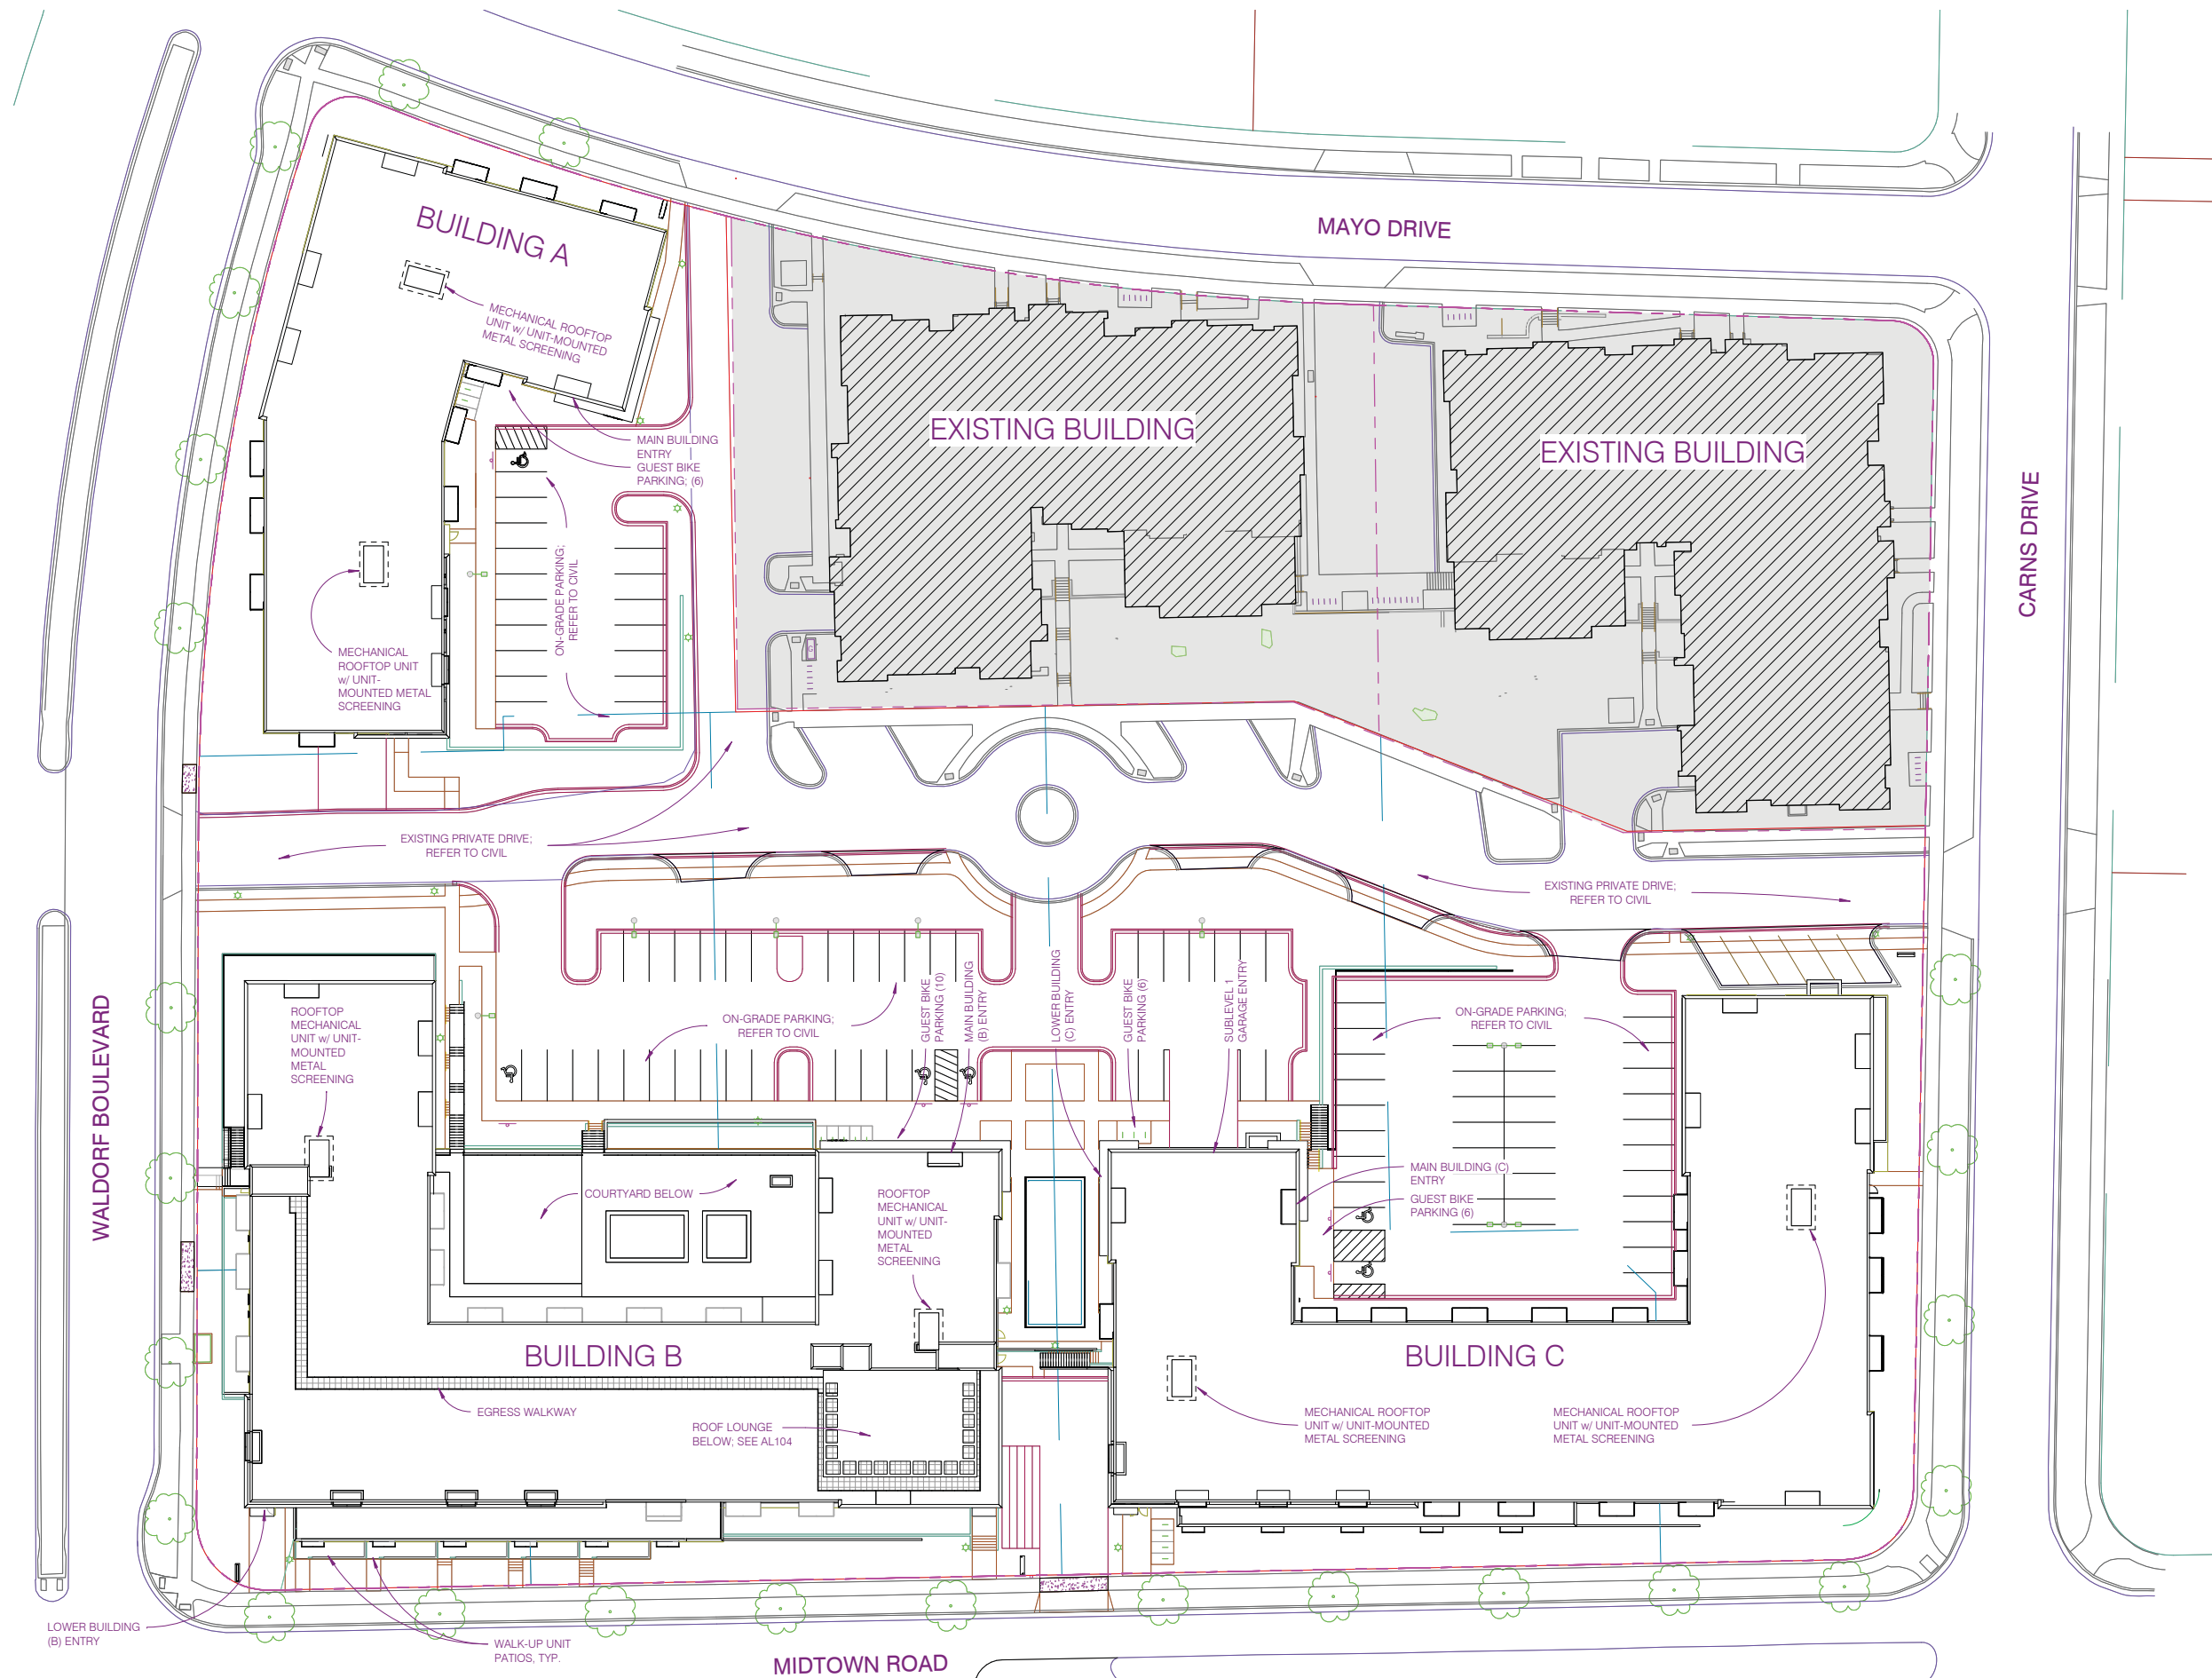 MAYO DRIVE
BUILDING A
MECHANICAL ROOFTOP
UNIT w/ UNIT-MOUNTED
METAL SCREENING
EXISTING BUILDING
EXISTING BUILDING
MAIN BUILDING
ENTRY
GUEST BIKE
PARKING; (6)
CARNS DRIVE
ON-GRADE PARKING;
REFER TO CIVIL
MECHANICAL
ROOFTOP UNIT
w/ UNIT-
MOUNTED METAL
SCREENING
EXISTING PRIVATE DRIVE;
REFER TO CIVIL
EXISTING PRIVATE DRIVE;
REFER TO CIVIL
WALDORF BOULEVARD
ROOFTOP
MECHANICAL
UNIT w/ UNIT-
MOUNTED
METAL
SCREENING
ON-GRADE PARKING;
REFER TO CIVIL
GUEST BIKE
PARKING (10)
MAIN BUILDING
(B) ENTRY
LOWER BUILDING
(C) ENTRY
GUEST BIKE
PARKING (6)
SUBLEVEL 1
GARAGE ENTRY
ON-GRADE PARKING;
REFER TO CIVIL
MAIN BUILDING (C)
ENTRY
GUEST BIKE
PARKING (6)
COURTYARD BELOW
ROOFTOP
MECHANICAL
UNIT w/ UNIT-
MOUNTED
METAL
SCREENING
BUILDING B
BUILDING C
EGRESS WALKWAY
ROOF LOUNGE
BELOW; SEE AL104
MECHANICAL ROOFTOP
UNIT w/ UNIT-MOUNTED
METAL SCREENING
MECHANICAL ROOFTOP
UNIT w/ UNIT-MOUNTED
METAL SCREENING
LOWER BUILDING
(B) ENTRY
WALK-UP UNIT
PATIOS, TYP.
MIDTOWN ROAD